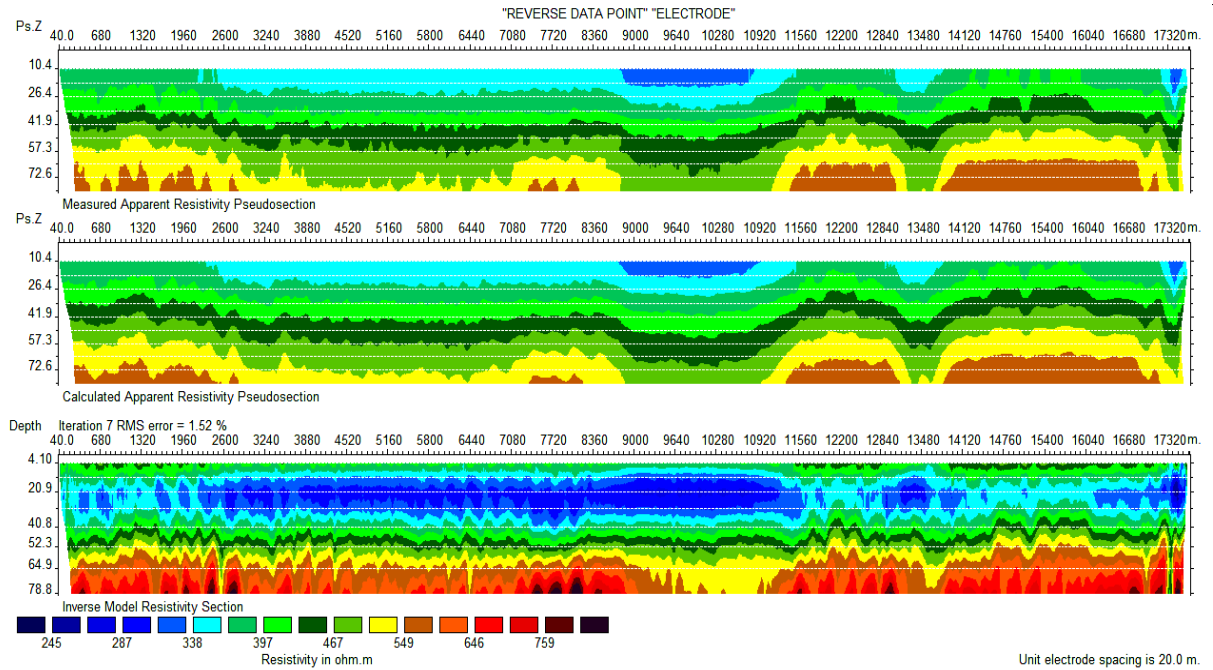 "REVERSE DATA POINT" "ELECTRODE"
Ps.Z
40.0 680 1320 1960 2600 3240 3880 4520 5160 5800 6440 7080 7720 8360 9000 9640 10280 10920 11560 12200 12840 13480 14120 14760 15400 16040 16680 17320 m.
10.4
26.4
41.9
57.3
72.6
Measured Apparent Resistivity Pseudosection
Ps.Z
40.0 680 1320 1960 2600 3240 3880 4520 5160 5800 6440 7080 7720 8360 9000 9640 10280 10920 11560 12200 12840 13480 14120 14760 15400 16040 16680 17320 m.
10.4
26.4
41.9
57.3
72.6
Calculated Apparent Resistivity Pseudosection
Depth Iteration 7 RMS error = 1.52 %
40.0 680 1320 1960 2600 3240 3880 4520 5160 5800 6440 7080 7720 8360 9000 9640 10280 10920 11560 12200 12840 13480 14120 14760 15400 16040 16680 17320 m.
4.10
20.9
40.8
52.3
64.9
78.8
Inverse Model Resistivity Section
245 287 338 397 467 549 646 759
Resistivity in ohm.m
Unit electrode spacing is 20.0 m.